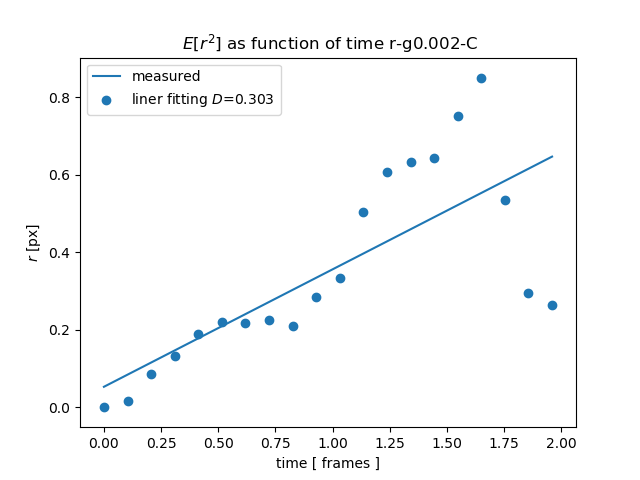 E[r²] as function of time r-g0.002-C
measured
liner fitting D=0.303
0.8
0.6
0.4
0.2
0.0
r [px]
0.00 0.25 0.50 0.75 1.00 1.25 1.50 1.75 2.00
time [ frames ]